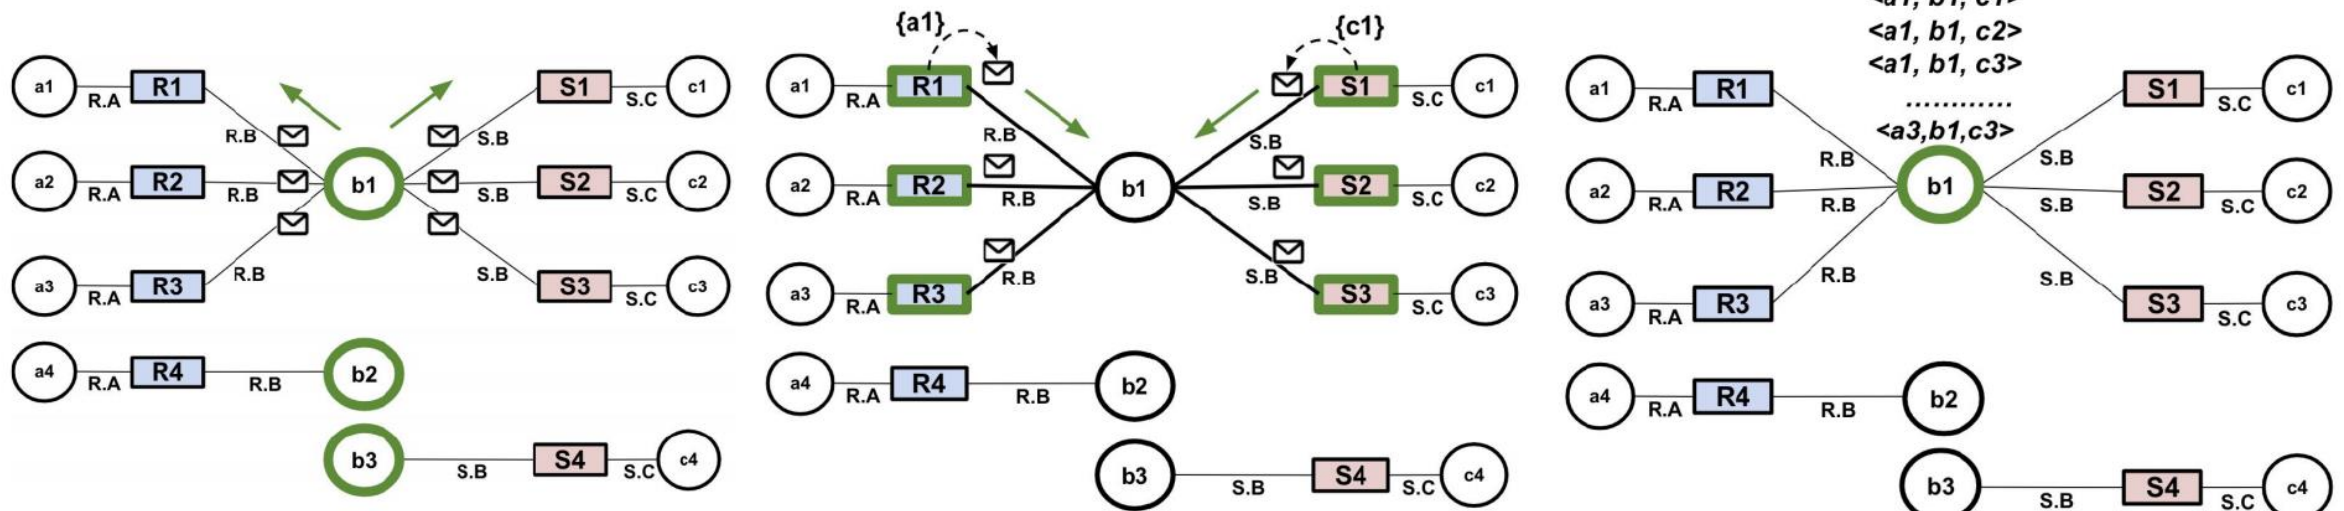 {a1}
{c1}
<a1, b1, c1>
<a1, b1, c2>
<a1, b1, c3>
............
<a3,b1,c3>
a1 R.A R1 R.B S.B S1 S.C c1
a2 R.A R2 R.B b1 S.B S2 S.C c2
a3 R.A R3 R.B S.B S3 S.C c3
a4 R.A R4 R.B b2
b3 S.B S4 S.C c4
a1 R.A R1 R.B S.B S1 S.C c1
a2 R.A R2 R.B b1 S.B S2 S.C c2
a3 R.A R3 R.B S.B S3 S.C c3
a4 R.A R4 R.B b2
b3 S.B S4 S.C c4
a1 R.A R1 R.B S.B S1 S.C c1
a2 R.A R2 R.B b1 S.B S2 S.C c2
a3 R.A R3 R.B S.B S3 S.C c3
a4 R.A R4 R.B b2
b3 S.B S4 S.C c4